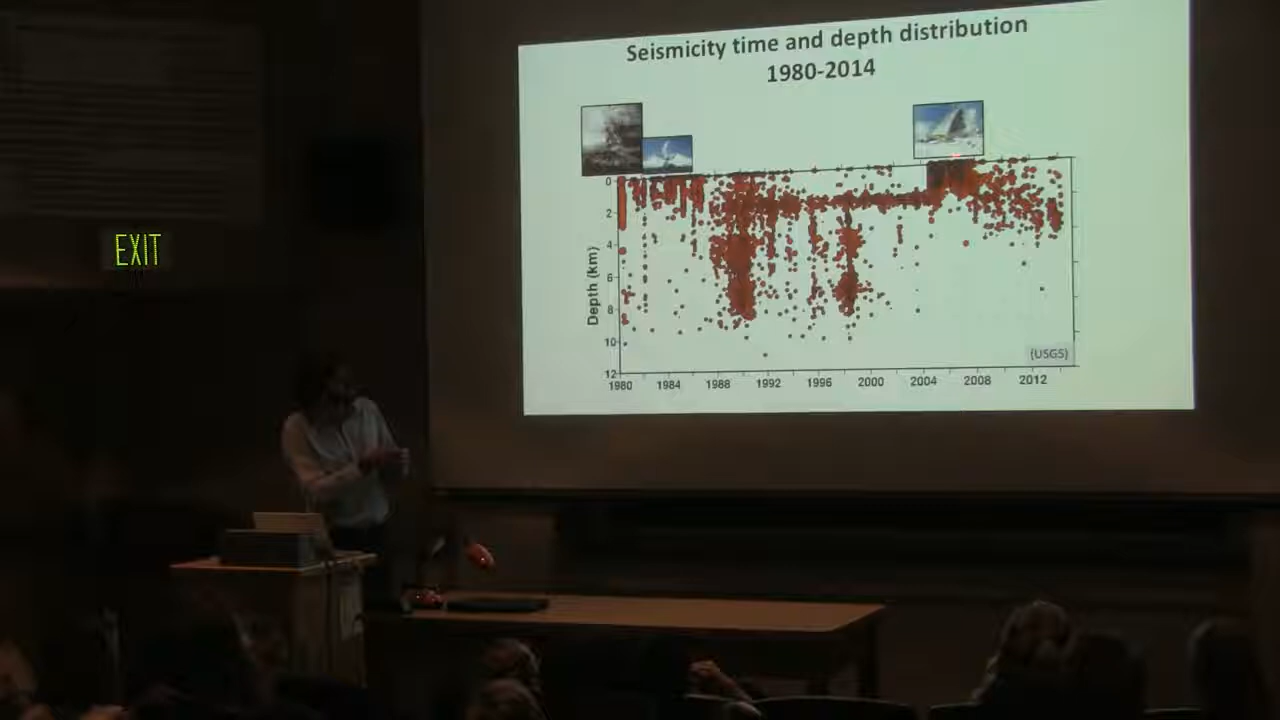 Seismicity time and depth distribution
1980-2014
0
2
4
6
8
10
12
Depth (km)
(USGS)
1980 1984 1988 1992 1996 2000 2004 2008 2012
EXIT